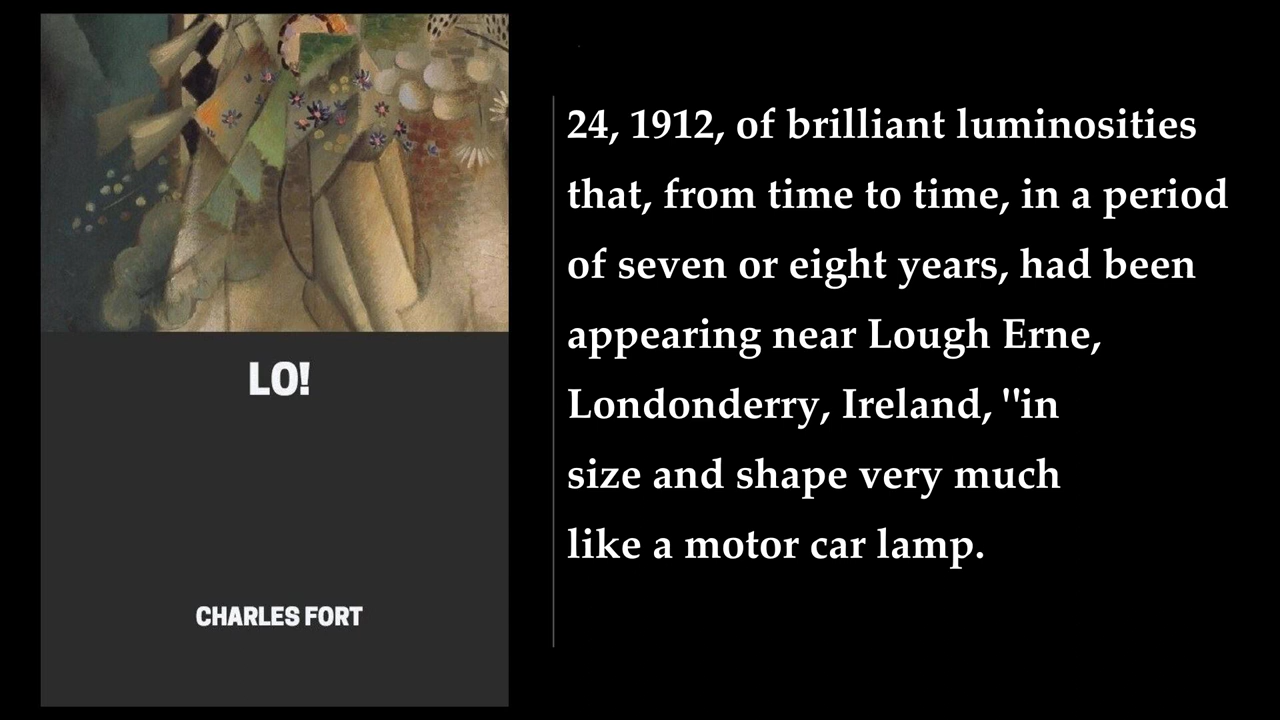 LO!
CHARLES FORT
24, 1912, of brilliant luminosities
that, from time to time, in a period
of seven or eight years, had been
appearing near Lough Erne,
Londonderry, Ireland, "in
size and shape very much
like a motor car lamp.